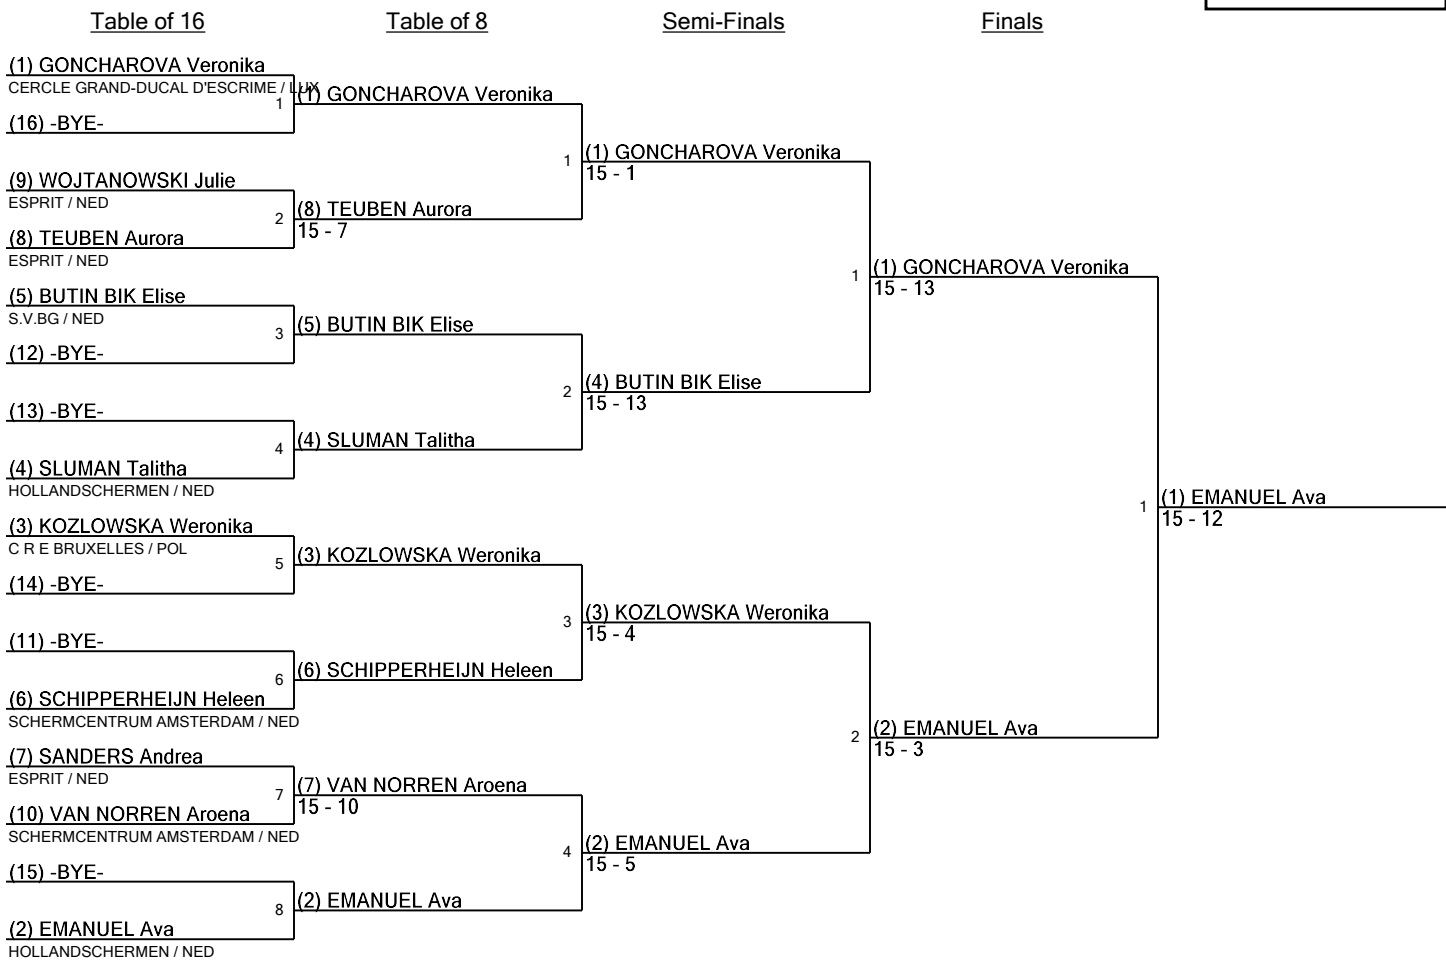 Table of 16
Table of 8
Semi-Finals
Finals
(1) GONCHAROVA Veronika
CERCLE GRAND-DUCAL D'ESCRIME / LUX
1
(16) -BYE-
(9) WOJTANOWSKI Julie
ESPRIT / NED
2
(8) TEUBEN Aurora
ESPRIT / NED
(5) BUTIN BIK Elise
S.V.BG / NED
3
(12) -BYE-
(13) -BYE-
4
(4) SLUMAN Talitha
HOLLANDSCHERMEN / NED
(3) KOZLOWSKA Weronika
C R E BRUXELLES / POL
5
(14) -BYE-
(11) -BYE-
6
(6) SCHIPPERHEIJN Heleen
SCHERMCENTRUM AMSTERDAM / NED
(7) SANDERS Andrea
ESPRIT / NED
7
(10) VAN NORREN Aroena
SCHERMCENTRUM AMSTERDAM / NED
(15) -BYE-
8
(2) EMANUEL Ava
HOLLANDSCHERMEN / NED
(1) GONCHAROVA Veronika
1
(8) TEUBEN Aurora
15 - 7
(5) BUTIN BIK Elise
2
(4) SLUMAN Talitha
(3) KOZLOWSKA Weronika
3
(6) SCHIPPERHEIJN Heleen
(7) VAN NORREN Aroena
15 - 10
4
(2) EMANUEL Ava
(1) GONCHAROVA Veronika
15 - 1
1
(4) BUTIN BIK Elise
15 - 13
(3) KOZLOWSKA Weronika
15 - 4
2
(2) EMANUEL Ava
15 - 5
(1) GONCHAROVA Veronika
15 - 13
1
(2) EMANUEL Ava
15 - 3
(1) EMANUEL Ava
15 - 12